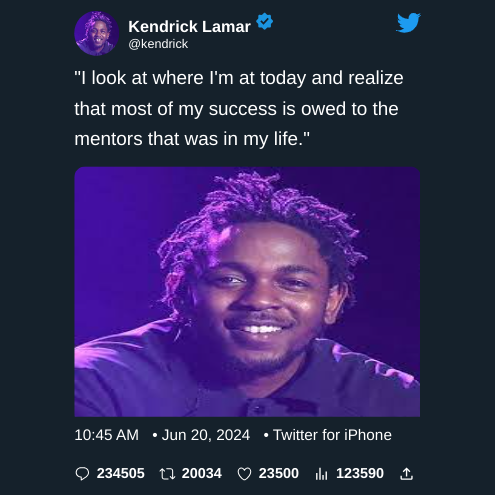 Kendrick Lamar
@kendrick
"I look at where I'm at today and realize
that most of my success is owed to the
mentors that was in my life."
10:45 AM • Jun 20, 2024 • Twitter for iPhone
234505 20034 23500 123590